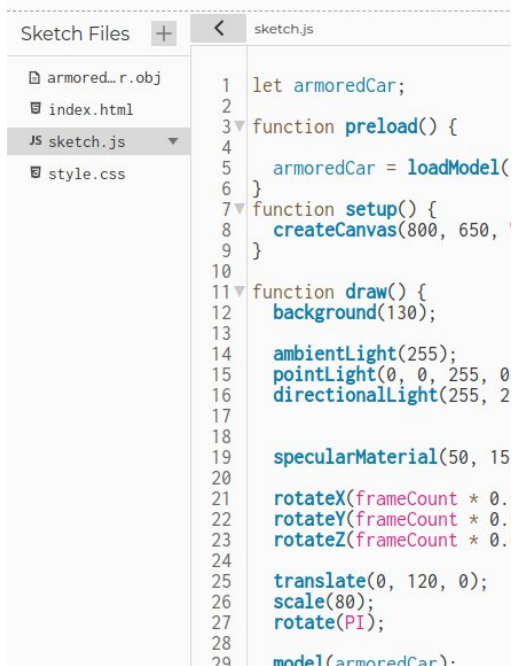 Sketch Files +
sketch.js
armored…r.obj
index.html
JS sketch.js
style.css
1 let armoredCar;
2
3 function preload() {
4
5 armoredCar = loadModel(
6 }
7 function setup() {
8 createCanvas(800, 650,
9 }
10
11 function draw() {
12 background(130);
13
14 ambientLight(255);
15 pointLight(0, 0, 255, 0
16 directionalLight(255, 2
17
18
19 specularMaterial(50, 15
20
21 rotateX(frameCount * 0.
22 rotateY(frameCount * 0.
23 rotateZ(frameCount * 0.
24
25 translate(0, 120, 0);
26 scale(80);
27 rotate(PI);
28
29 model(armoredCar);